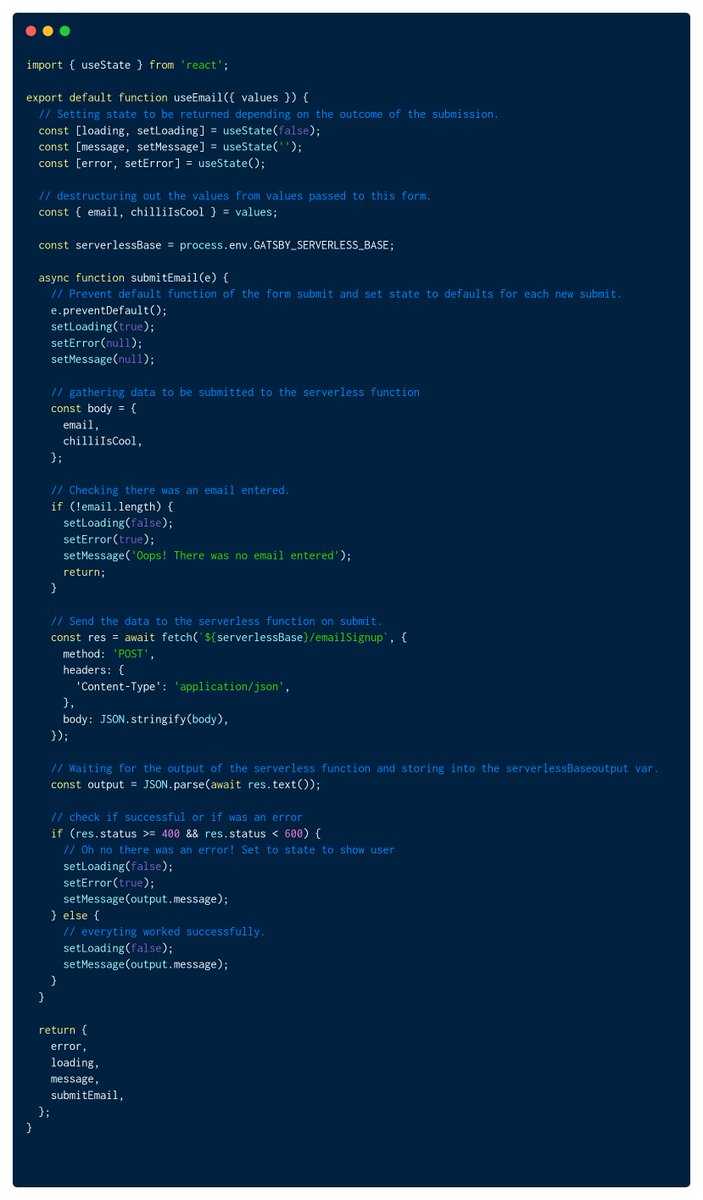 import { useState } from 'react';

export default function useEmail({ values }) {
  // Setting state to be returned depending on the outcome of the submission.
  const [loading, setLoading] = useState(false);
  const [message, setMessage] = useState('');
  const [error, setError] = useState();

  // destructuring out the values from values passed to this form.
  const { email, chilliIsCool } = values;

  const serverlessBase = process.env.GATSBY_SERVERLESS_BASE;

  async function submitEmail(e) {
    // Prevent default function of the form submit and set state to defaults for each new submit.
    e.preventDefault();
    setLoading(true);
    setError(null);
    setMessage(null);

    // gathering data to be submitted to the serverless function
    const body = {
      email,
      chilliIsCool,
    };

    // Checking there was an email entered.
    if (!email.length) {
      setLoading(false);
      setError(true);
      setMessage('Oops! There was no email entered');
      return;
    }

    // Send the data to the serverless function on submit.
    const res = await fetch(`${serverlessBase}/emailSignup`, {
      method: 'POST',
      headers: {
        'Content-Type': 'application/json',
      },
      body: JSON.stringify(body),
    });

    // Waiting for the output of the serverless function and storing into the serverlessBaseoutput var.
    const output = JSON.parse(await res.text());

    // check if successful or if was an error
    if (res.status >= 400 && res.status < 600) {
      // Oh no there was an error! Set to state to show user
      setLoading(false);
      setError(true);
      setMessage(output.message);
    } else {
      // everyting worked successfully.
      setLoading(false);
      setMessage(output.message);
    }
  }

  return {
    error,
    loading,
    message,
    submitEmail,
  };
}